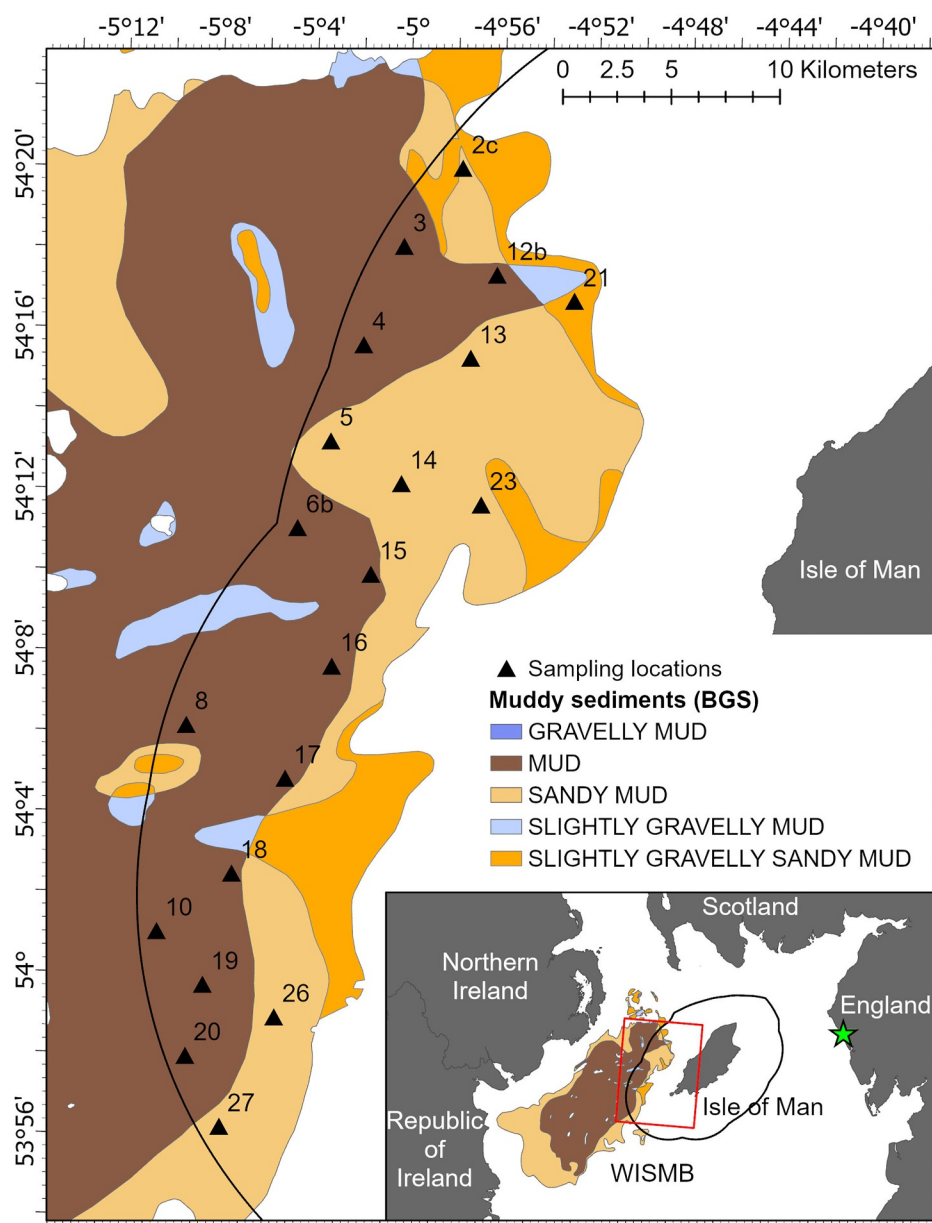 -5°12' -5°8' -5°4' -5° -4°56' -4°52' -4°48' -4°44' -4°40'
0 2.5 5 10 Kilometers
54°20'
2c
3
12b
21
54°16'
4
13
5
54°12'
14
23
6b
15
Isle of Man
54°8'
16
Sampling locations
Muddy sediments (BGS)
8
GRAVELLY MUD
17
MUD
SANDY MUD
54°4'
SLIGHTLY GRAVELLY MUD
18
SLIGHTLY GRAVELLY SANDY MUD
10
Scotland
54°
19
Northern
Ireland
26
England
20
27
53°56'
Isle of Man
Republic
of
Ireland
WISMB